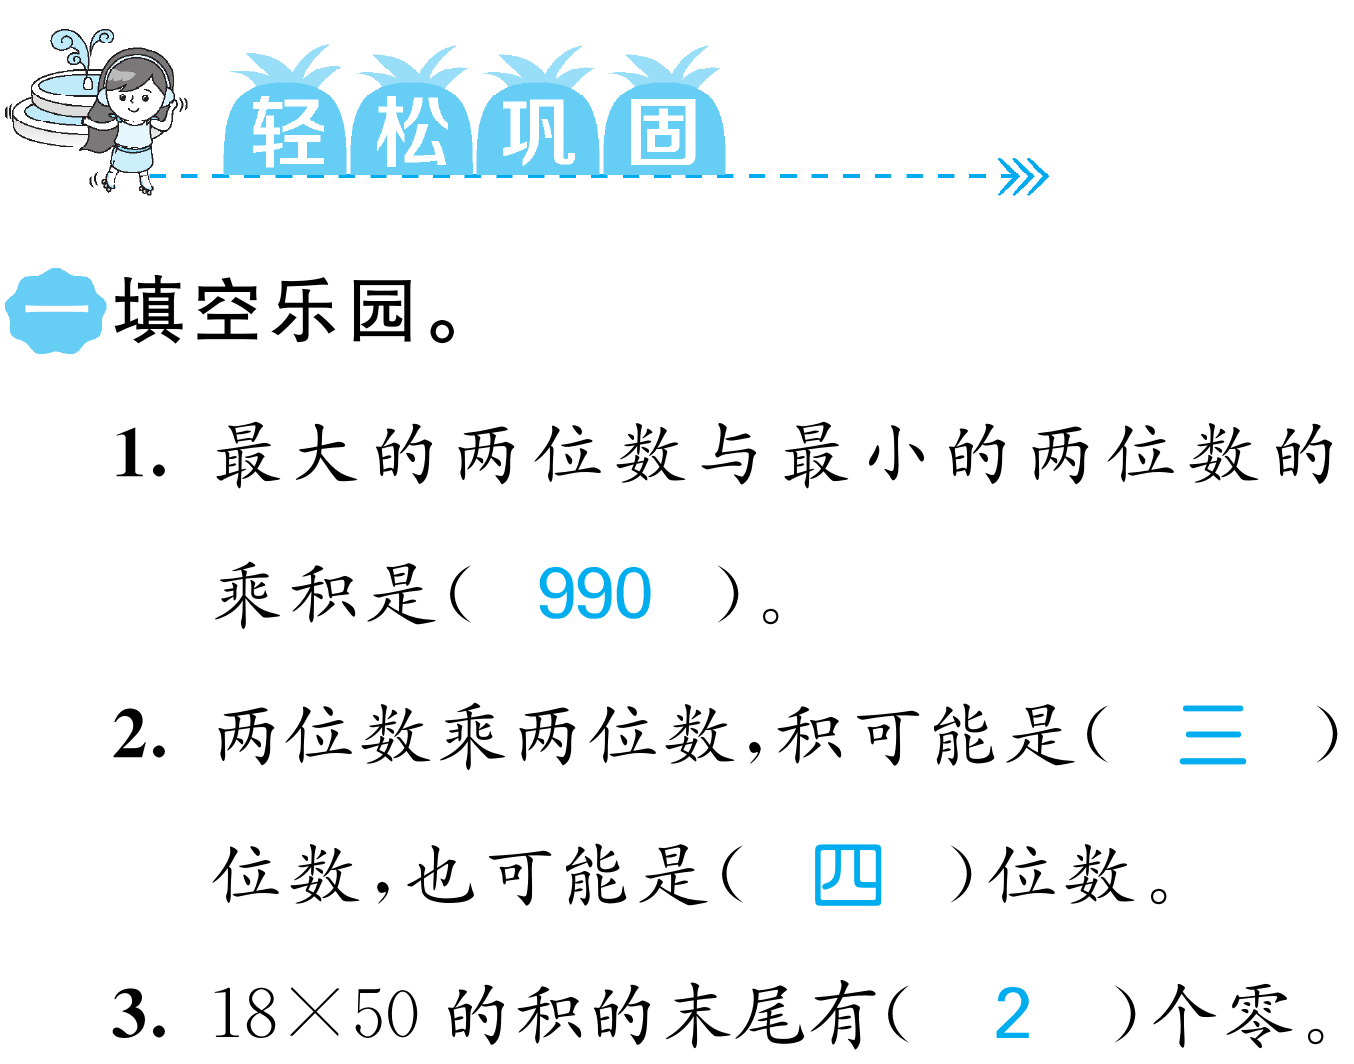 轻松巩固
一 填空乐园。
1. 最大的两位数与最小的两位数的
乘积是( 990 )。
2. 两位数乘两位数,积可能是( 三 )
位数,也可能是( 四 )位数。
3. 18×50 的积的末尾有( 2 )个零。